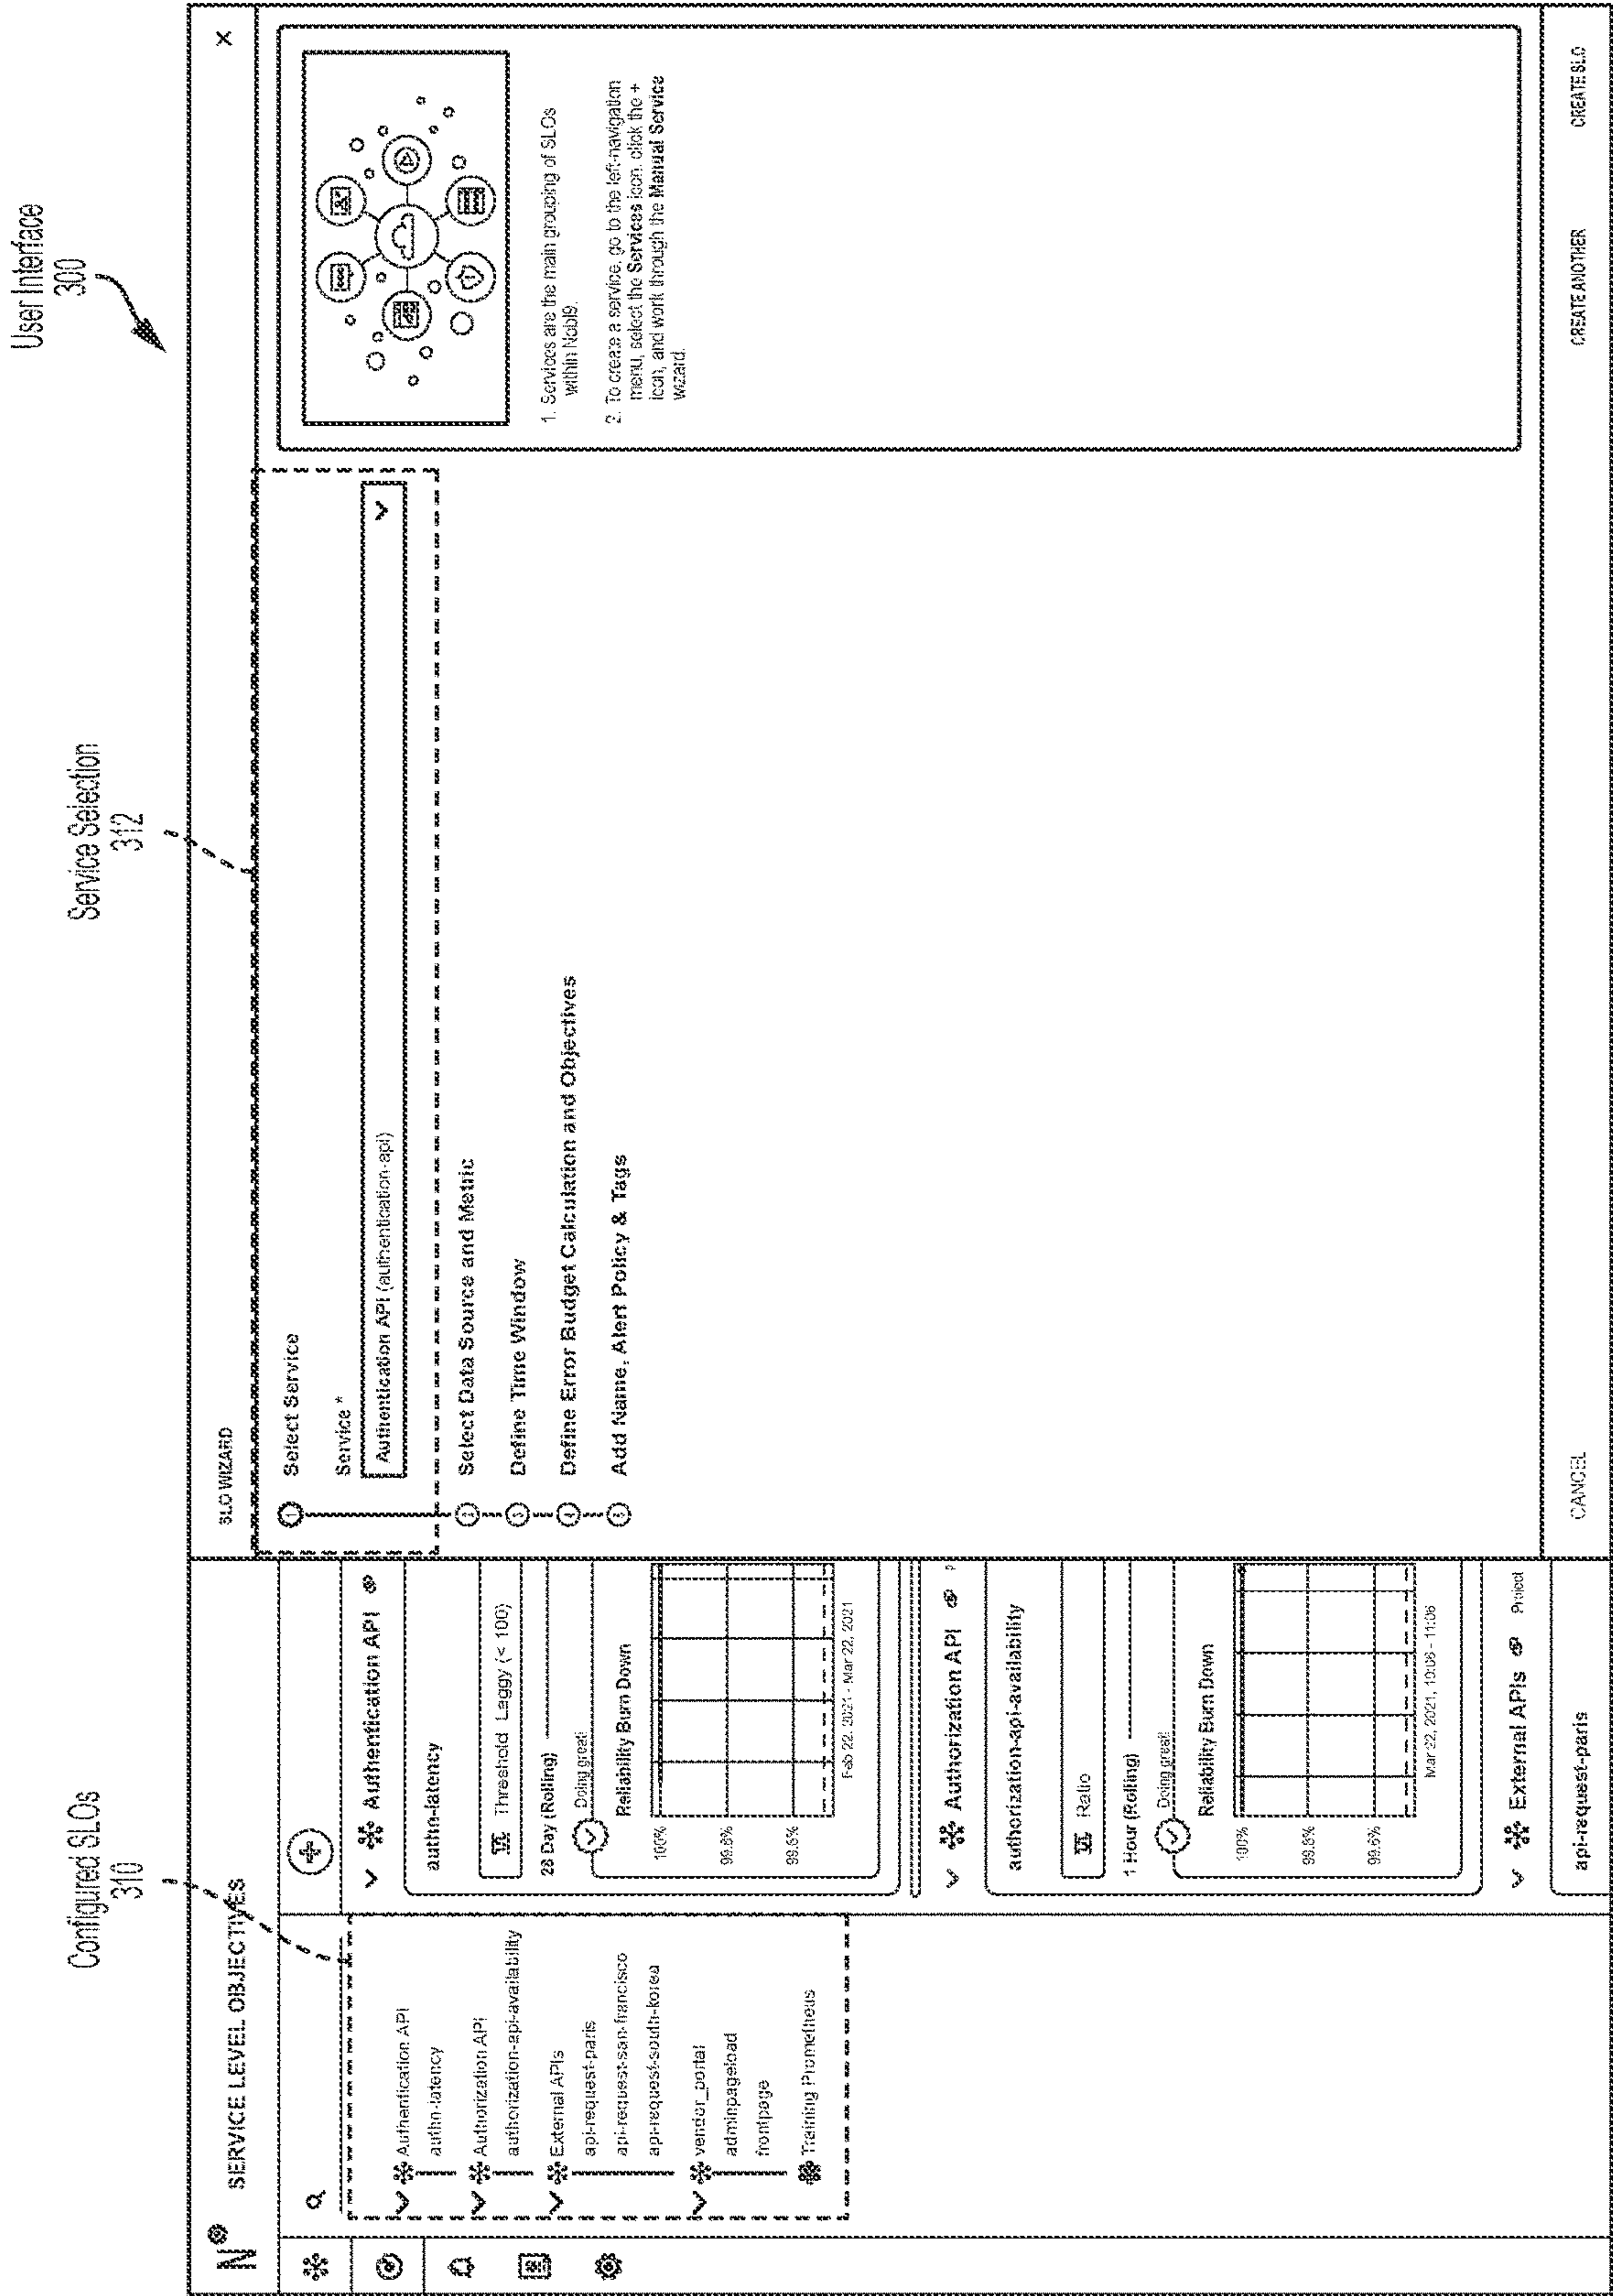 User Interface
300
Configured SLOs
310
Service Selection
312
N
SERVICE LEVEL OBJECTIVES
Authentication API
authn-latency
Authorization API
authorization-api-availability
External APIs
api-request-paris
api-request-san-francisco
api-request-south-korea
vendor_portal
adminpageload
frontpage
Training Prometheus
Authentication API
authn-latency
Threshold Laggy (< 100)
28 Day (Rolling)
Doing great!
Reliability Burn Down
100%
99.8%
99.6%
Feb 22, 2021 - Mar 22, 2021
Authorization API
authorization-api-availability
Ratio
1 Hour (Rolling)
Doing great!
Reliability Burn Down
100%
99.8%
99.6%
Mar 22, 2021, 10:06 - 11:06
External APIs
Project
api-request-paris
SLO WIZARD
X
1 Select Service
Service *
Authentication API (authentication-api)
2 Select Data Source and Metric
3 Define Time Window
4 Define Error Budget Calculation and Objectives
5 Add Name, Alert Policy & Tags
1. Services are the main grouping of SLOs
within Nobl9.
2. To create a service, go to the left-navigation
menu, select the Services icon, click the +
icon, and work through the Manual Service
wizard.
CANCEL
CREATE ANOTHER
CREATE SLO